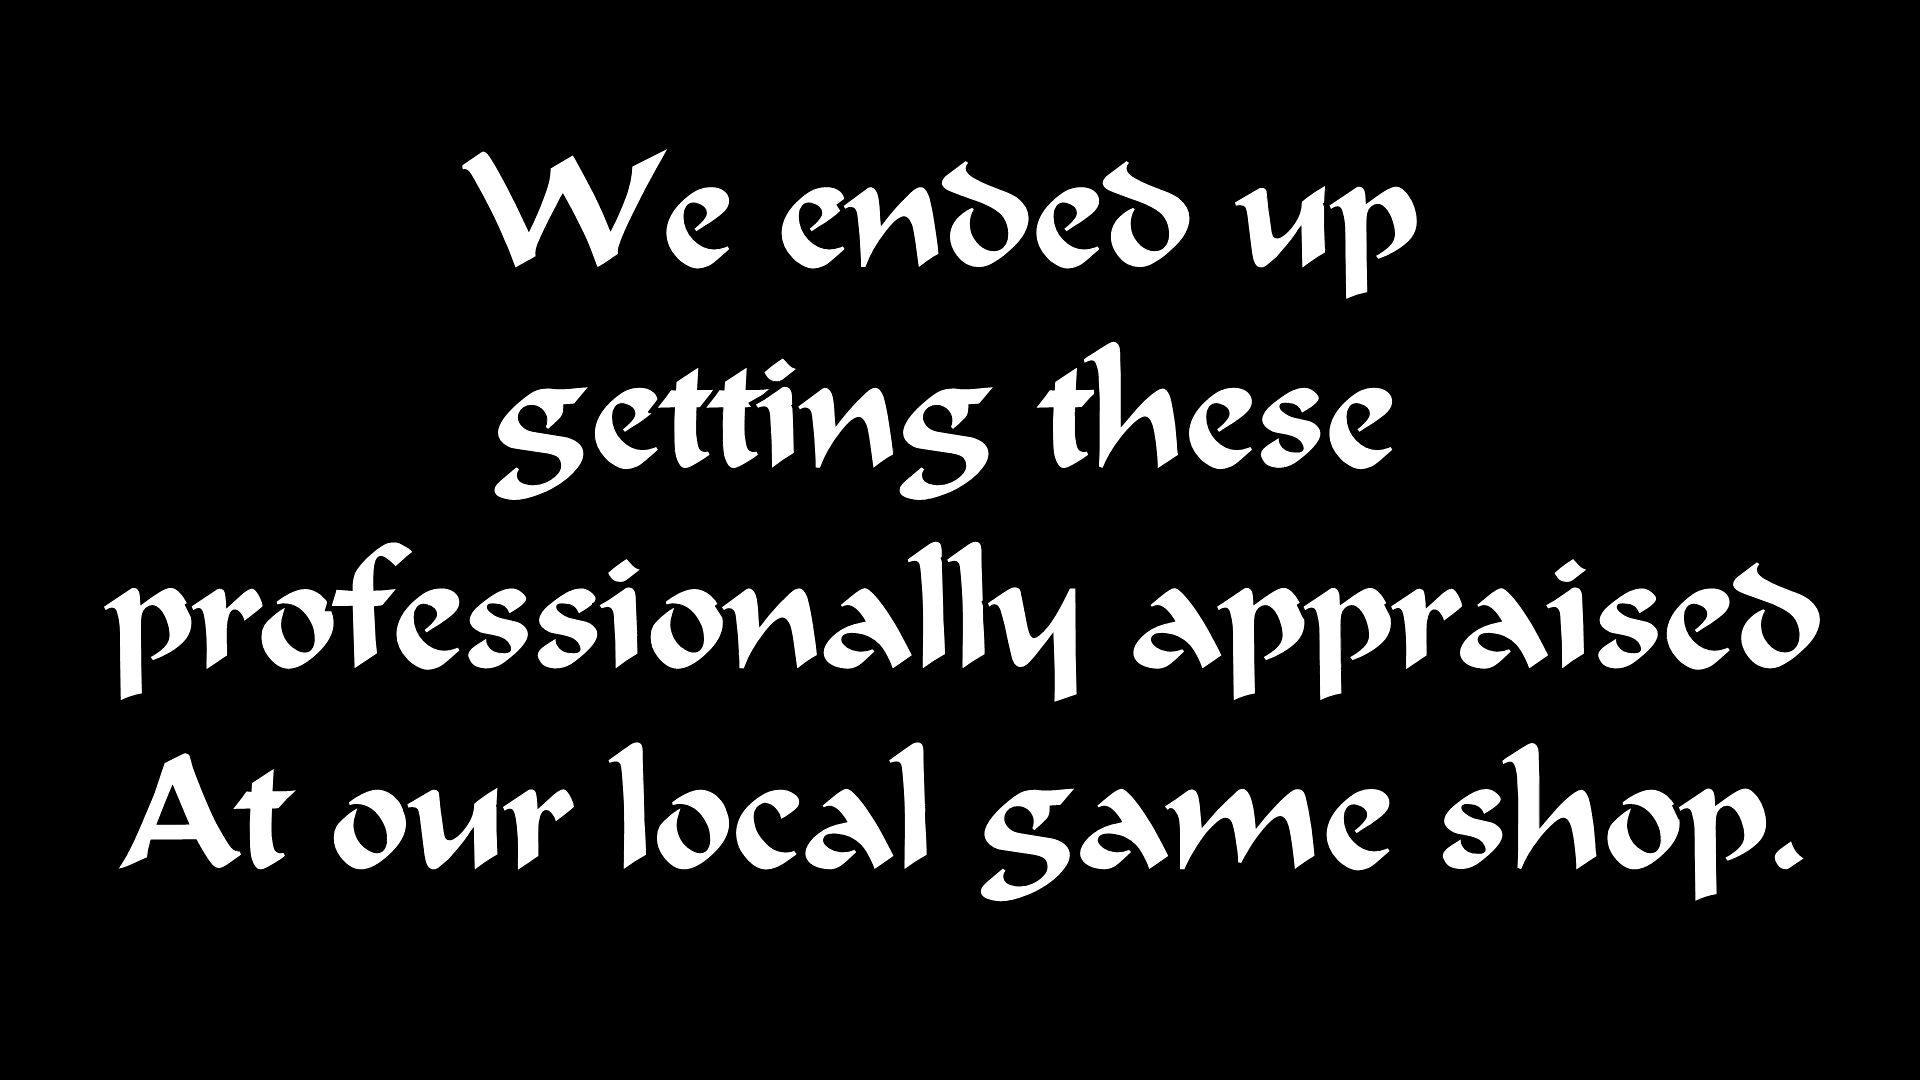 We ended up
getting these
professionally appraised
At our local game shop.